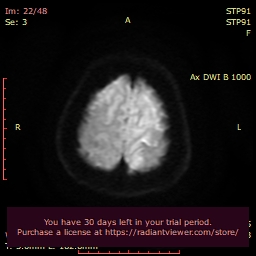 Im: 22/48
STP91
Se: 3
STP91
A
F
Ax DWI B 1000
R
L
You have 30 days left in your trial period.
Purchase a license at https://radiantviewer.com/store/